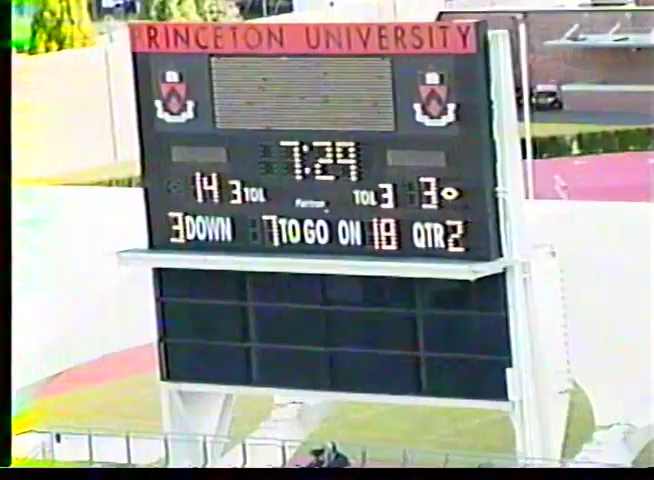 PRINCETON UNIVERSITY
7:29
14 3 TOL TOL 3 3
3 DOWN 7 TO GO ON 18 QTR 2